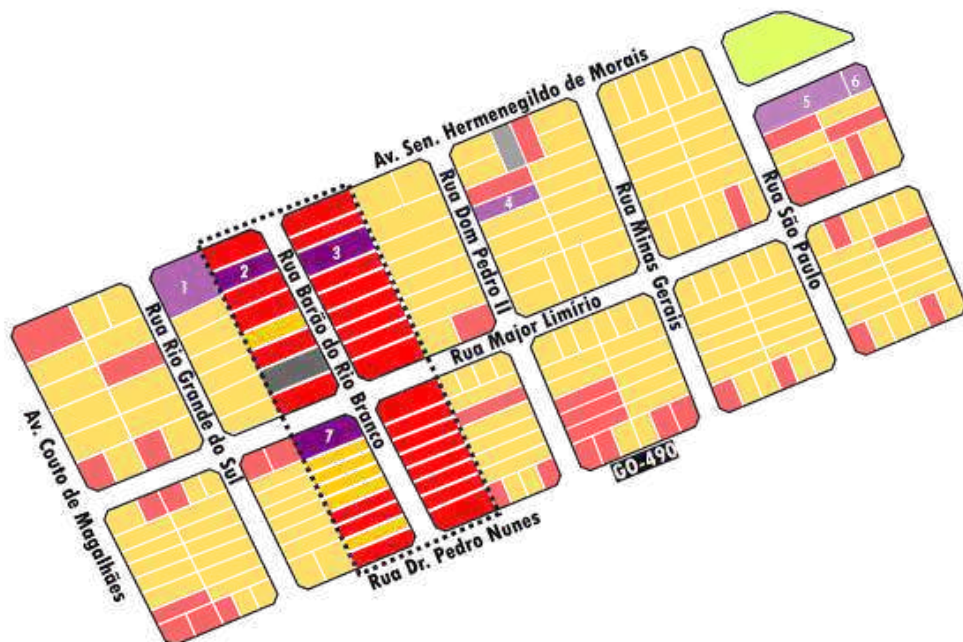 Av. Sen. Hermenegildo de Morais
5
6
4
Rua Dom Pedro II
Rua Minas Gerais
Rua São Paulo
3
2
1
Rua Barão do Rio Branco
Rua Rio Grande do Sul
Rua Major Limírio
Av. Couto de Magalhães
7
GO-490
Rua Dr. Pedro Nunes